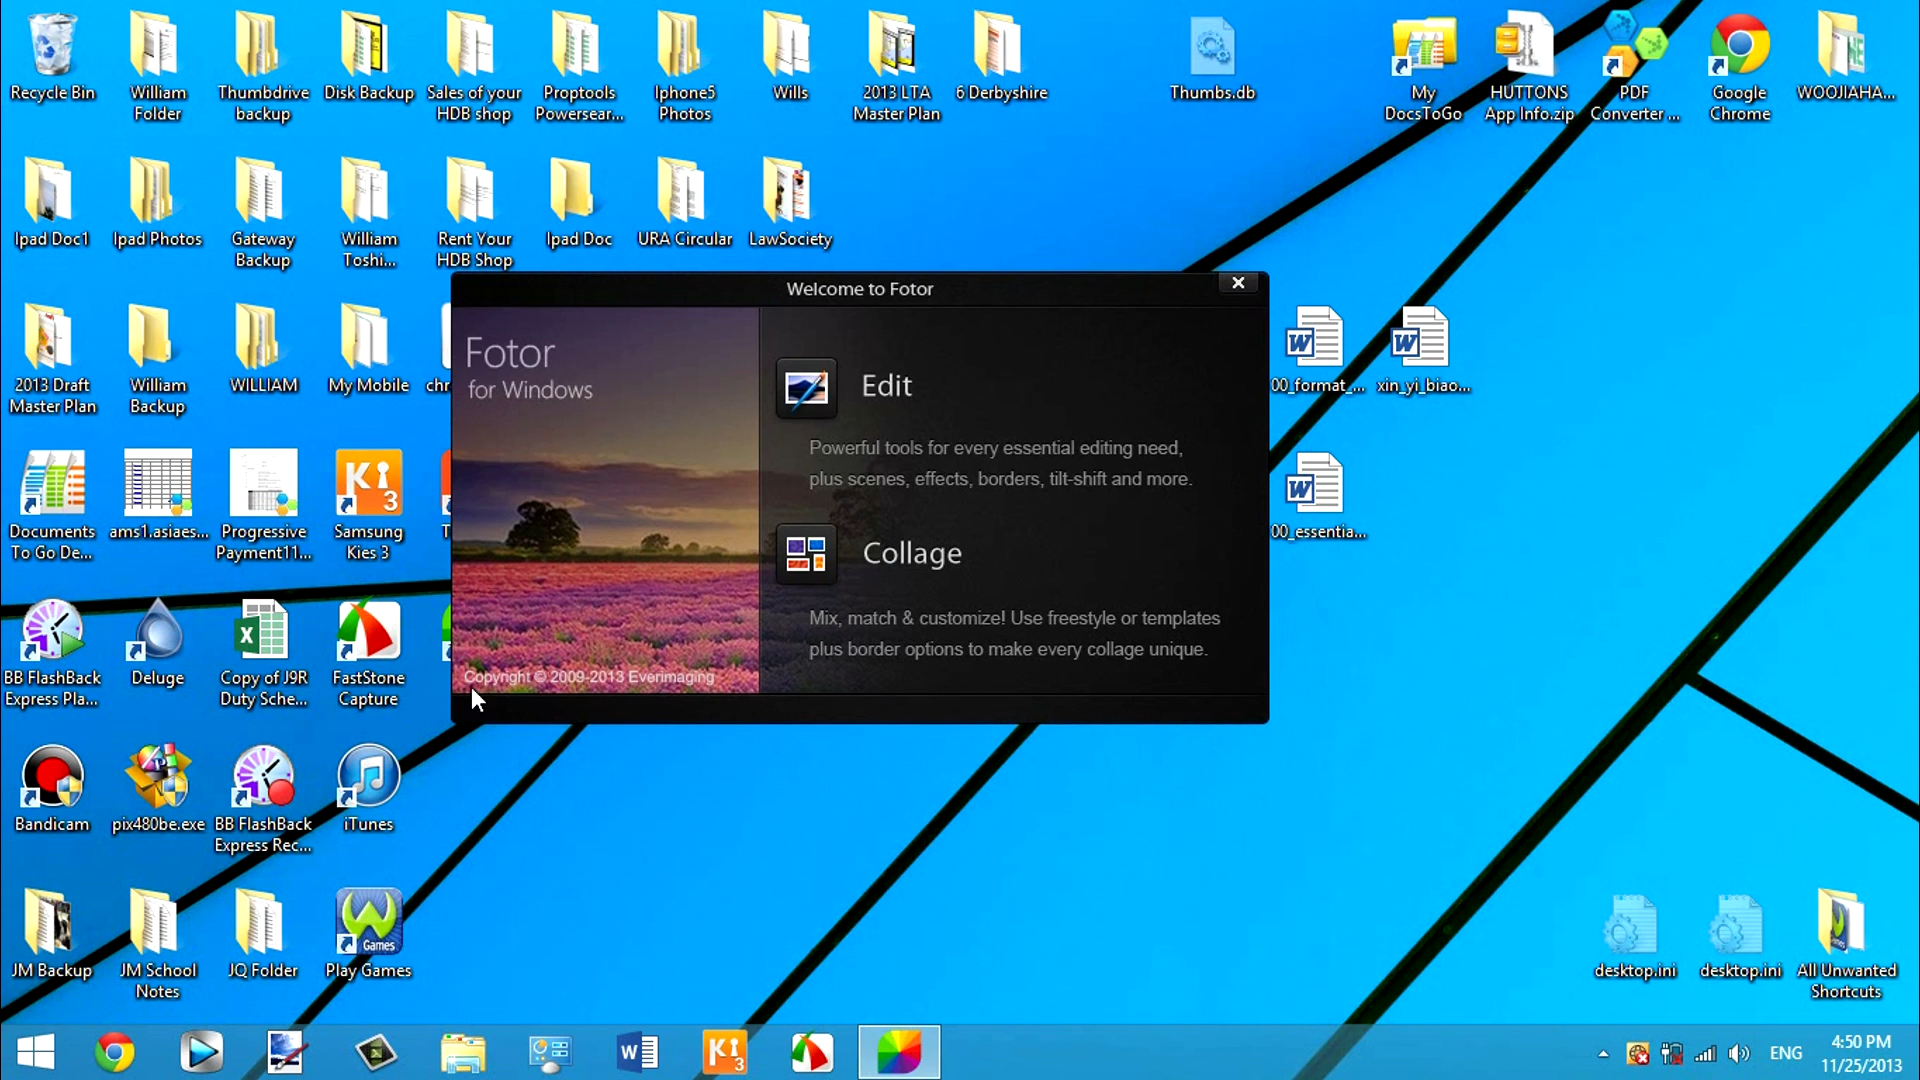 Recycle Bin
William
Folder
Thumbdrive
backup
Disk Backup
Sales of your
HDB shop
Proptools
Powersear...
Iphone5
Photos
Wills
2013 LTA
Master Plan
6 Derbyshire
Thumbs.db
My
DocsToGo
HUTTONS
App Info.zip
PDF
Converter ...
Google
Chrome
WOOJIAHA...
Ipad Doc1
Ipad Photos
Gateway
Backup
William
Toshi...
Rent Your
HDB Shop
Ipad Doc
URA Circular
LawSociety
Welcome to Fotor
Fotor
for Windows
Edit
Powerful tools for every essential editing need,
plus scenes, effects, borders, tilt-shift and more.
Collage
Mix, match & customize! Use freestyle or templates
plus border options to make every collage unique.
Copyright © 2009-2013 Everimaging
2013 Draft
Master Plan
William
Backup
WILLIAM
My Mobile
chr
00_format_...
xin_yi_biao...
Documents
To Go De...
ams1.asiaes...
Progressive
Payment11...
Ki
3
Samsung
Kies 3
T
00_essentia...
BB FlashBack
Express Pla...
Deluge
Copy of J9R
Duty Sche...
FastStone
Capture
Bandicam
pix480be.exe
BB FlashBack
Express Rec...
iTunes
JM Backup
JM School
Notes
JQ Folder
Games
Play Games
desktop.ini
desktop.ini
All Unwanted
Shortcuts
Ki
3
ENG
4:50 PM
11/25/2013